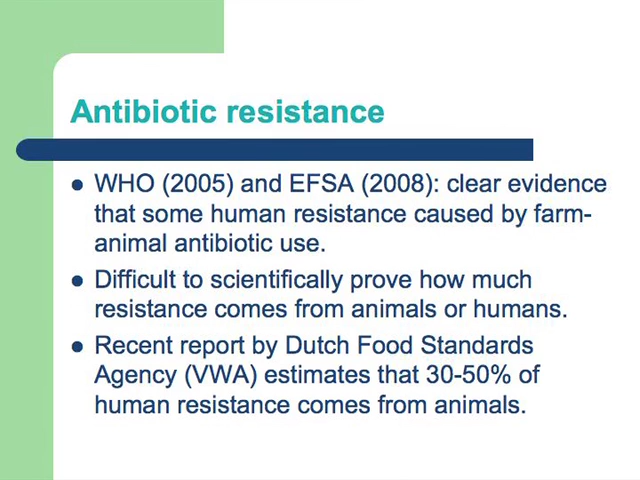 Antibiotic resistance
WHO (2005) and EFSA (2008): clear evidence
that some human resistance caused by farm-
animal antibiotic use.
Difficult to scientifically prove how much
resistance comes from animals or humans.
Recent report by Dutch Food Standards
Agency (VWA) estimates that 30-50% of
human resistance comes from animals.